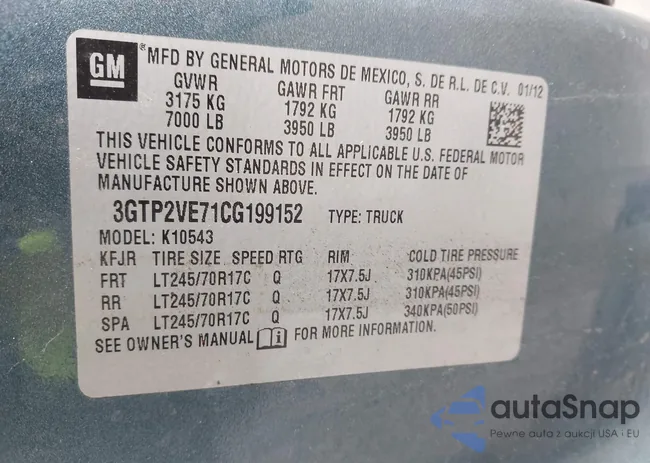 GM
*MFD BY GENERAL MOTORS DE MEXICO, S. DE R.L. DE C.V. 01/12
GVWR GAWR FRT GAWR RR
3175 KG 1792 KG 1792 KG
7000 LB 3950 LB 3950 LB
THIS VEHICLE CONFORMS TO ALL APPLICABLE U.S. FEDERAL MOTOR
VEHICLE SAFETY STANDARDS IN EFFECT ON THE DATE OF
MANUFACTURE SHOWN ABOVE.
3GTP2VE71CG199152 TYPE: TRUCK
MODEL: K10543
KFJR TIRE SIZE SPEED RTG RIM COLD TIRE PRESSURE
FRT LT245/70R17C Q 17X7.5J 310KPA(45PSI)
RR LT245/70R17C Q 17X7.5J 310KPA(45PSI)
SPA LT245/70R17C Q 17X7.5J 340KPA(50PSI)
SEE OWNER'S MANUAL i FOR MORE INFORMATION.
autaSnap
Pewne auta z aukcji USA • EU